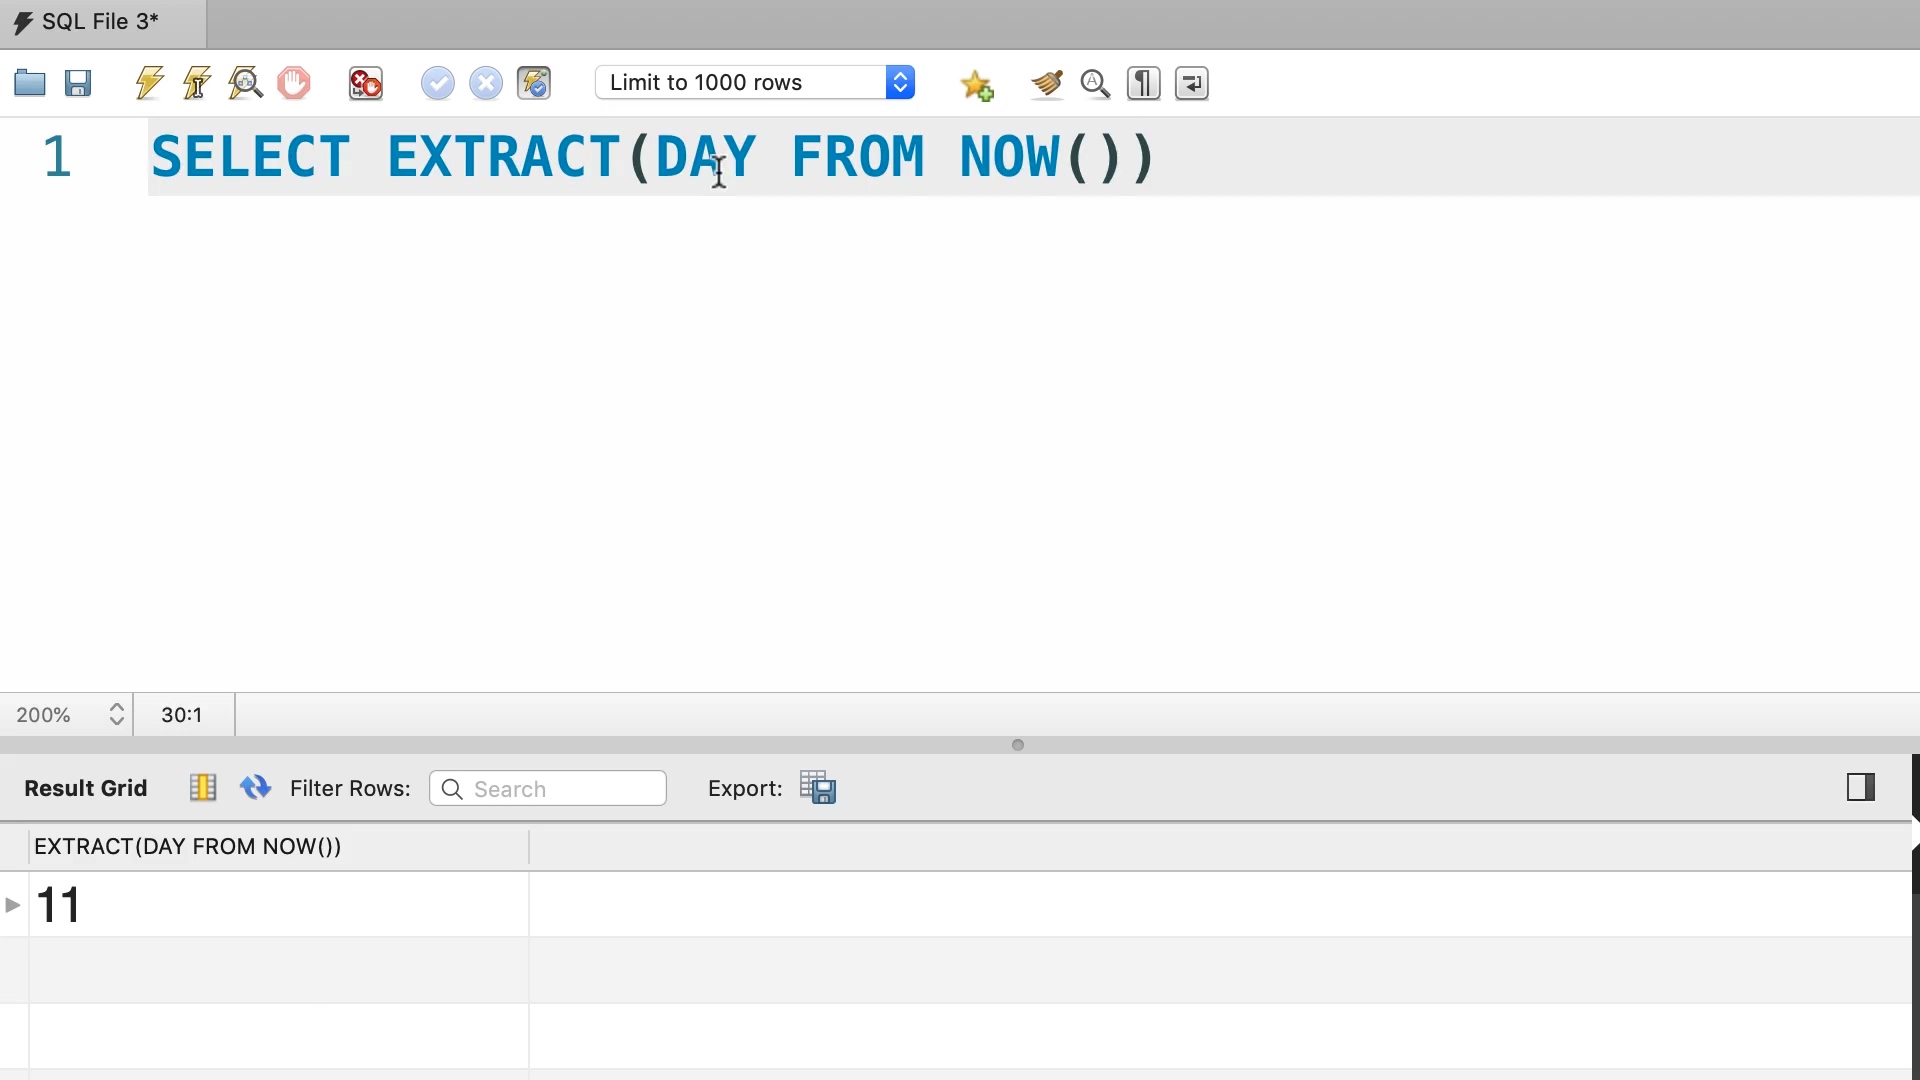 SQL File 3*
Limit to 1000 rows
1 SELECT EXTRACT(DAY FROM NOW())
200% 30:1
Result Grid Filter Rows: Search Export:
EXTRACT(DAY FROM NOW())
11